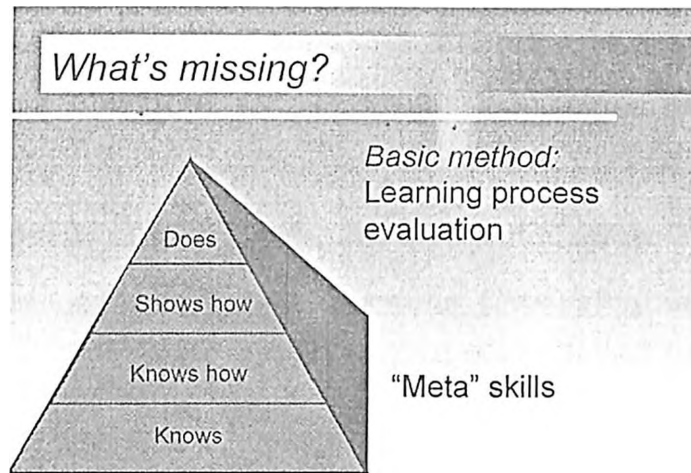 What's missing?
Basic method:
Learning process
evaluation
Does
Shows how
Knows how
Knows
"Meta" skills